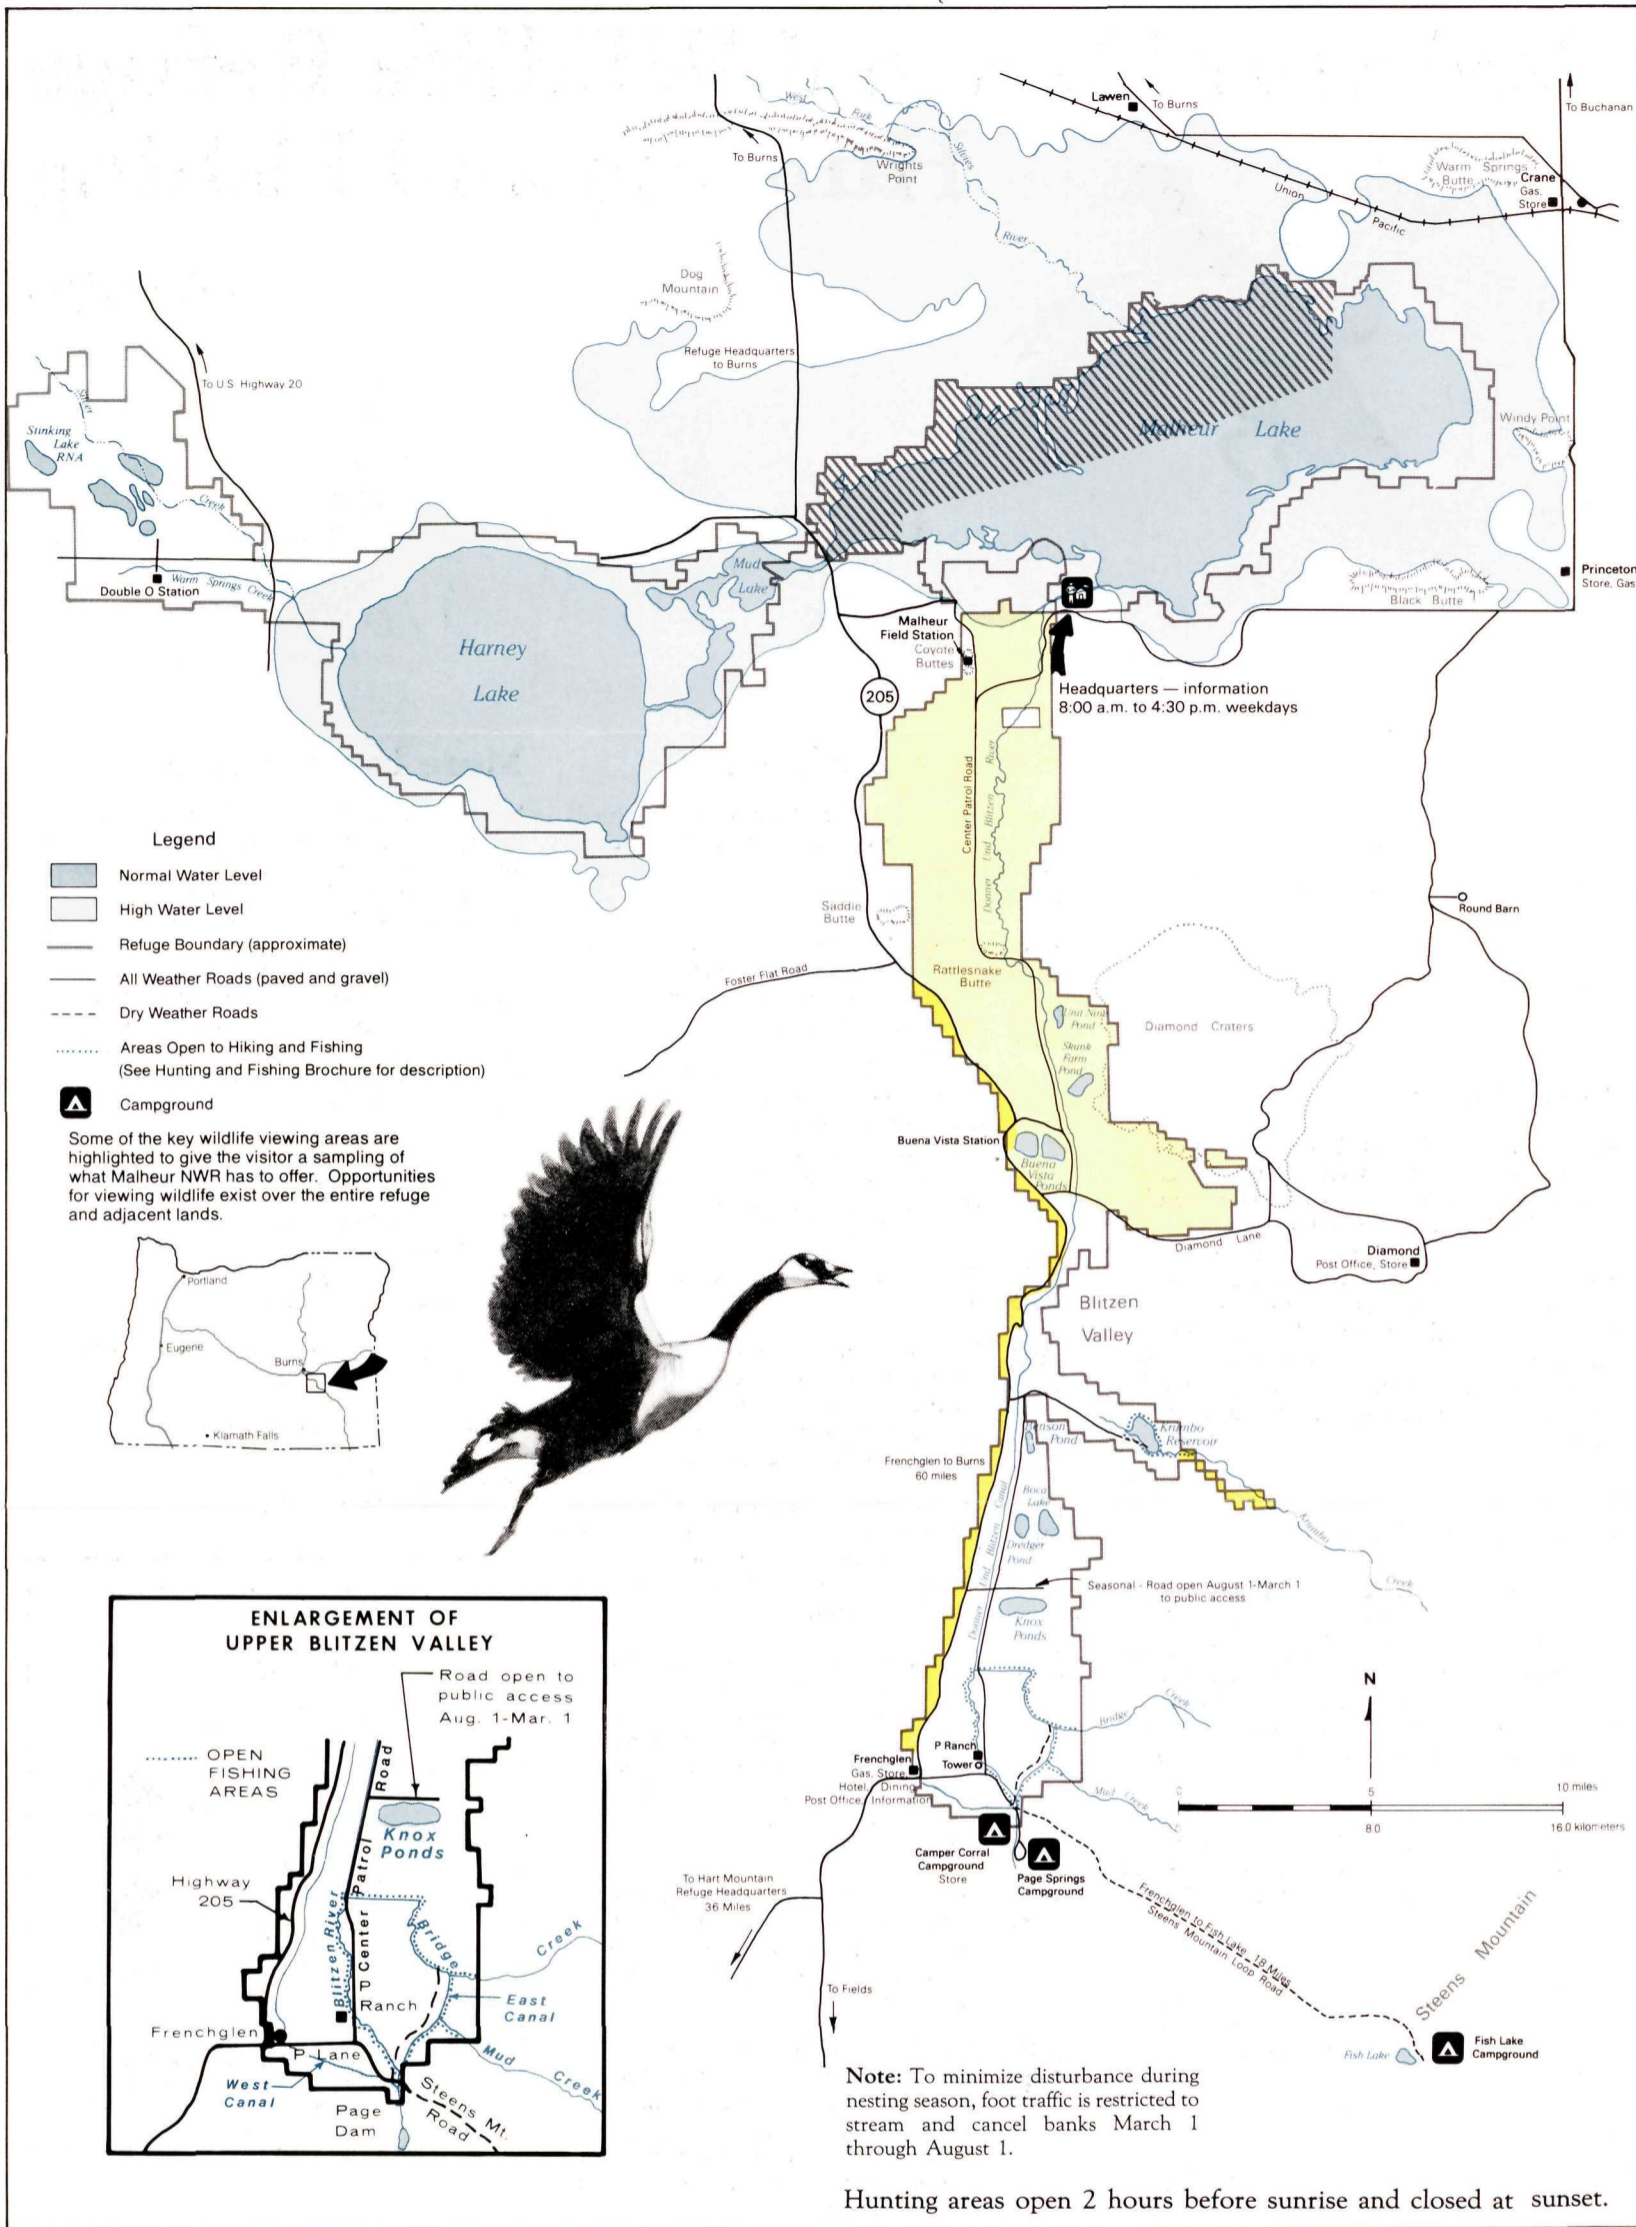 West Fork
Silvies
River
Lawen
To Burns
To Buchanan
To Burns
Wrights
Point
Warm Springs
Butte
Crane
Gas,
Store
Union
Pacific
Dog
Mountain
Refuge Headquarters
to Burns
To U.S. Highway 20
Silver
Creek
Stinking
Lake
RNA
Malheur Lake
Windy Point
Mud
Lake
Double O Station
Warm Springs Creek
Princeton
Store, Gas
Black Butte
Malheur
Field Station
Coyote
Buttes
Harney
Lake
205
Headquarters — information
8:00 a.m. to 4:30 p.m. weekdays
Center Patrol Road
Donner Und Blitzen River
Legend
Normal Water Level
High Water Level
Refuge Boundary (approximate)
All Weather Roads (paved and gravel)
Dry Weather Roads
Areas Open to Hiking and Fishing
(See Hunting and Fishing Brochure for description)
Campground
Some of the key wildlife viewing areas are
highlighted to give the visitor a sampling of
what Malheur NWR has to offer. Opportunities
for viewing wildlife exist over the entire refuge
and adjacent lands.
Saddle
Butte
Round Barn
Foster Flat Road
Rattlesnake
Butte
Unit Nine
Pond
Diamond Craters
Skunk
Farm
Pond
Buena Vista Station
Buena
Vista
Ponds
Diamond Lane
Diamond
Post Office, Store
Portland
Eugene
Burns
Klamath Falls
Blitzen
Valley
Benson
Pond
Krumbo
Reservoir
Frenchglen to Burns
60 miles
Boca
Lake
Dredger
Pond
Donner Und Blitzen Canal
Krumbo
Creek
Seasonal - Road open August 1-March 1
to public access
Knox
Ponds
Bridge Creek
P Ranch
Tower
Frenchglen
Gas, Store,
Hotel, Dining
Post Office, Information
Mud Creek
N
0 5 10 miles
8.0 16.0 kilometers
Camper Corral
Campground
Store
Page Springs
Campground
To Hart Mountain
Refuge Headquarters
36 Miles
To Fields
Frenchglen to Fish Lake 18 Miles
Steens Mountain Loop Road
Steens Mountain
Fish Lake
Fish Lake
Campground
ENLARGEMENT OF
UPPER BLITZEN VALLEY
Road open to
public access
Aug. 1-Mar. 1
OPEN
FISHING
AREAS
Knox
Ponds
Highway
205
Center Patrol Road
Blitzen River
Bridge
Creek
P
Ranch
East
Canal
Frenchglen
P Lane
Mud
Creek
West
Canal
Page
Dam
Steens Mt.
Road
Note: To minimize disturbance during
nesting season, foot traffic is restricted to
stream and cancel banks March 1
through August 1.
Hunting areas open 2 hours before sunrise and closed at sunset.